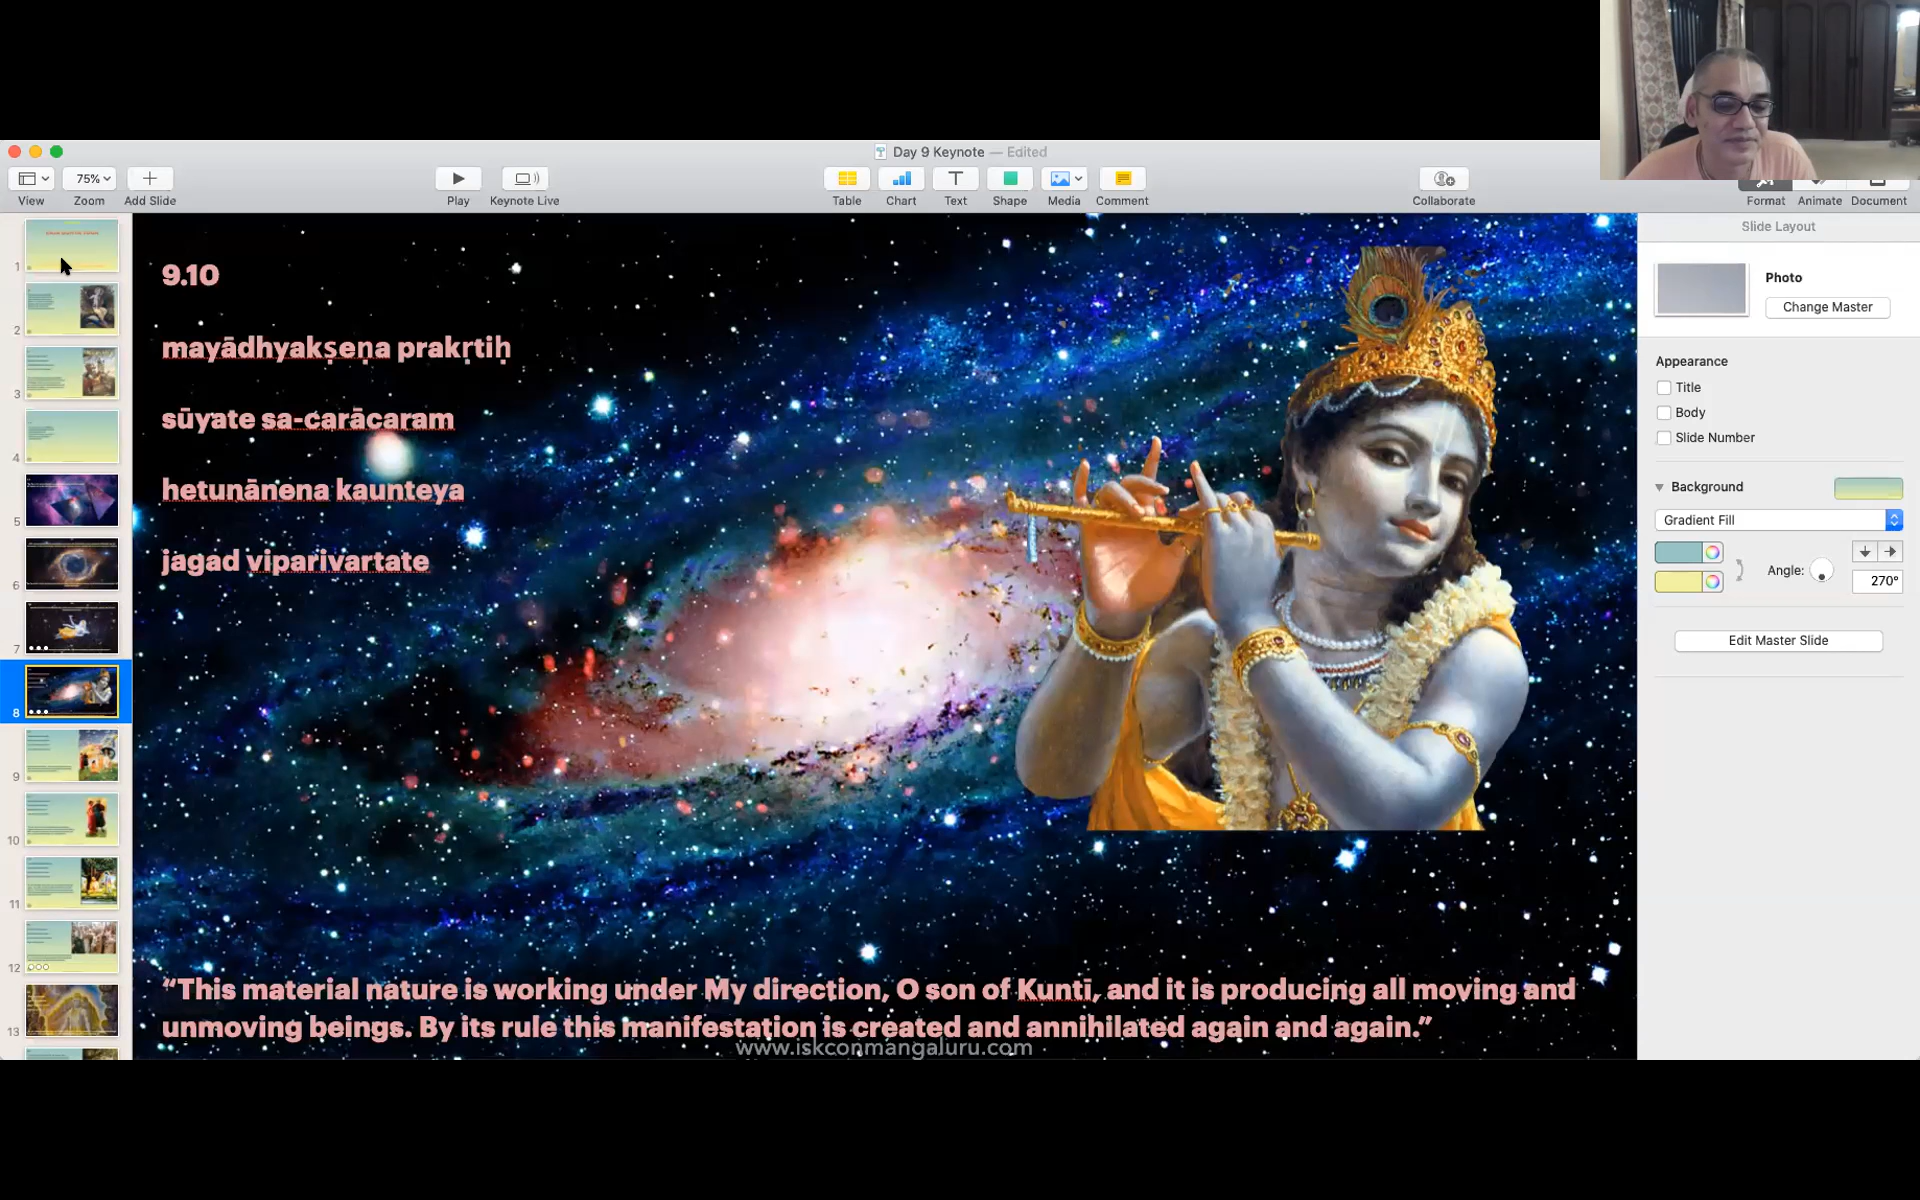 Day 9 Keynote — Edited
75%
View
Zoom
Add Slide
Play
Keynote Live
Table
Chart
Text
Shape
Media
Comment
Collaborate
Format
Animate
Document
1
2
3
4
5
6
7
8
9
10
11
12
13
9.10
mayādhyakṣeṇa prakṛtiḥ
sūyate sa-carācaram
hetunānena kaunteya
jagad viparivartate
“This material nature is working under My direction, O son of Kuntī, and it is producing all moving and
unmoving beings. By its rule this manifestation is created and annihilated again and again.”
www.iskconmangaluru.com
Slide Layout
Photo
Change Master
Appearance
Title
Body
Slide Number
Background
Gradient Fill
Angle:
270°
Edit Master Slide